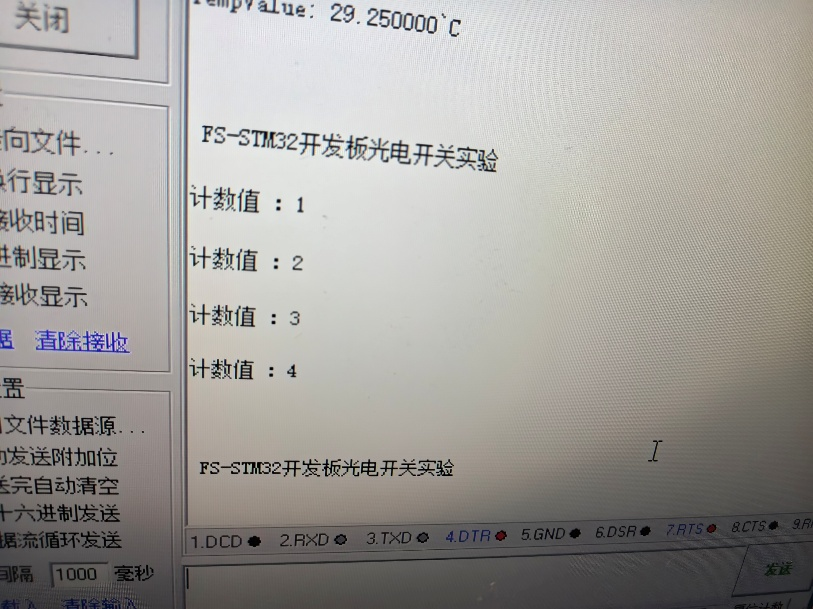 关闭
TempValue: 29.250000`C
FS-STM32开发板光电开关实验
计数值 : 1
计数值 : 2
计数值 : 3
计数值 : 4
FS-STM32开发板光电开关实验
向文件...
行显示
接收时间
进制显示
接收显示
据 清除接收
置
文件数据源...
发送附加位
送完自动清空
十六进制发送
据流循环发送
间隔 1000 毫秒
载入 清除输入
1.DCD 2.RXD 3.TXD 4.DTR 5.GND 6.DSR 7.RTS 8.CTS 9.RI
发送